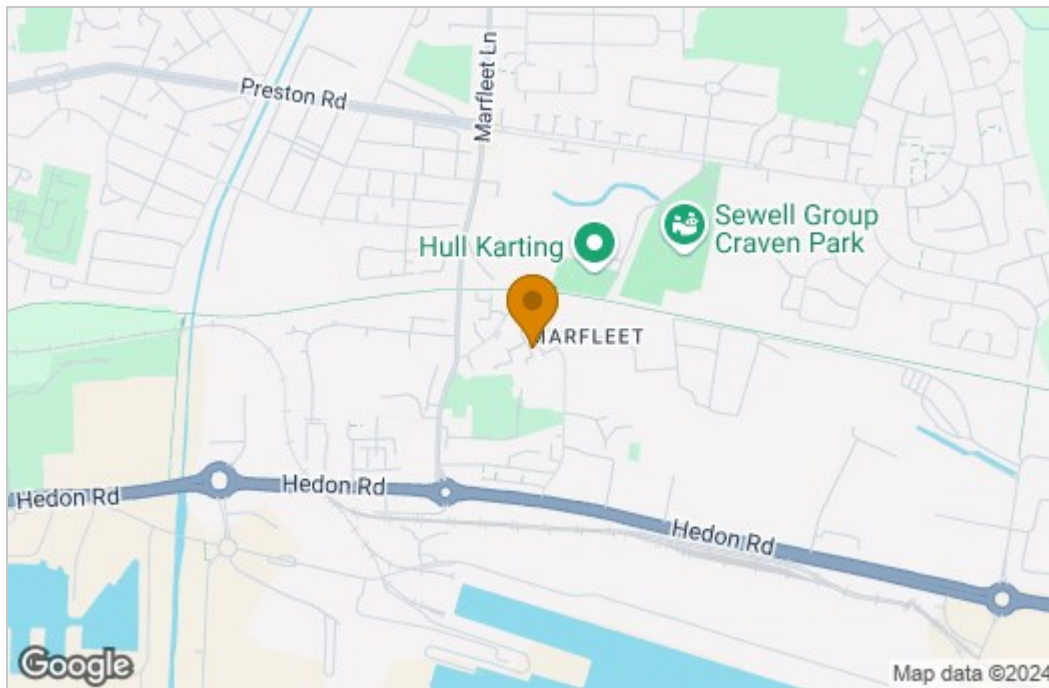 Marfleet Ln
Preston Rd
Sewell Group
Craven Park
Hull Karting
MARFLEET
Hedon Rd
Hedon Rd
Hedon Rd
Google
Map data ©2024